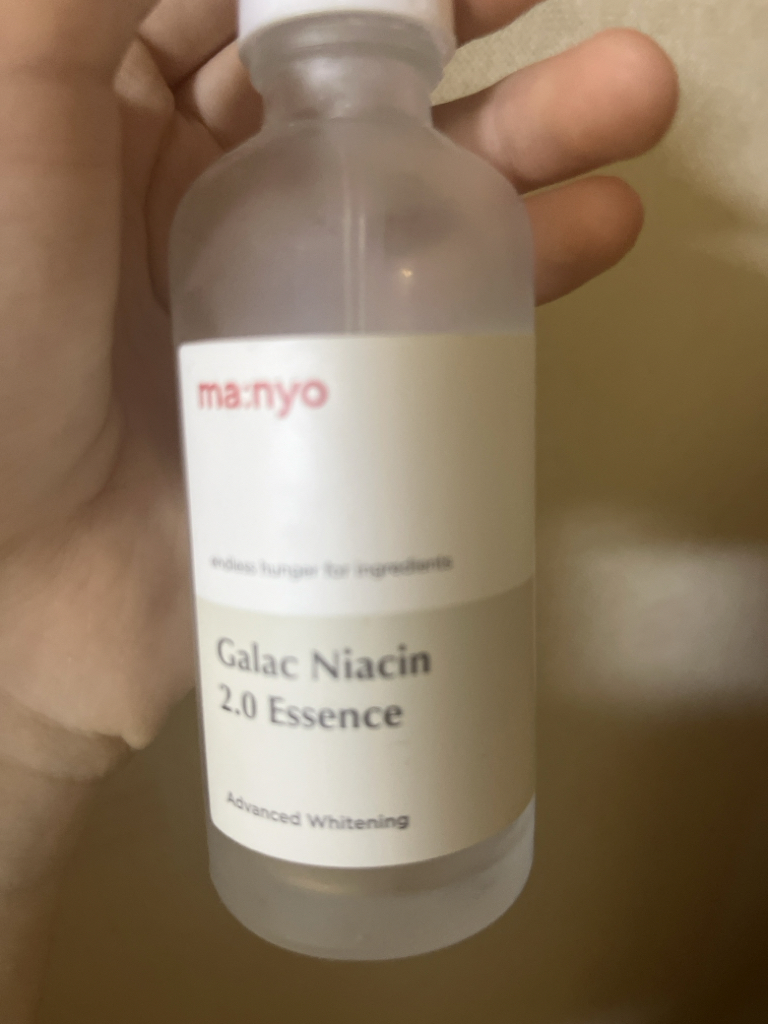 ma:nyo
endless hunger for ingredients
Galac Niacin
2.0 Essence
Advanced Whitening